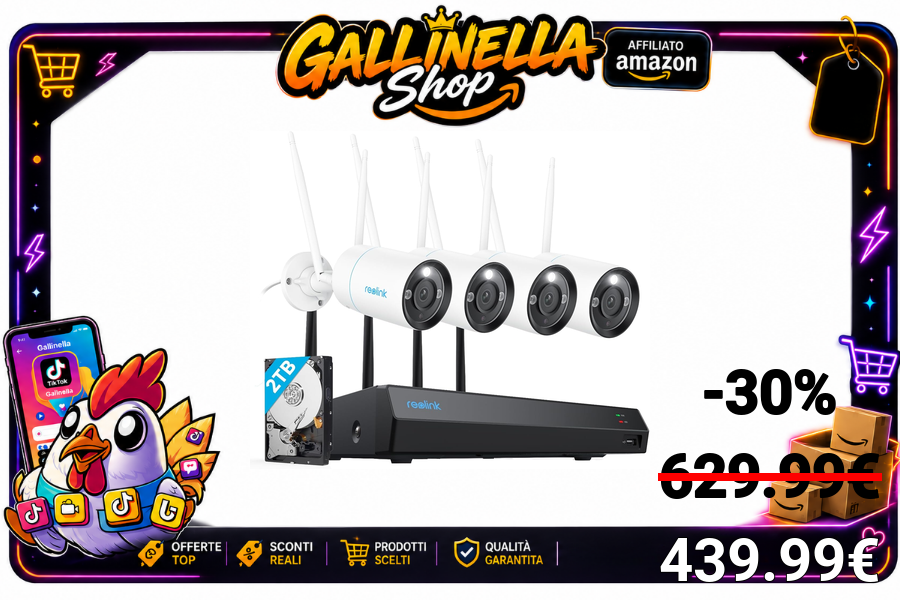 GALLINELLA
Shop
AFFILIATO
amazon
reolink
2TB
reolink
Gallinella
TikTok
Gallinella
-30%
629.99€
439.99€
OFFERTE
TOP
SCONTI
REALI
PRODOTTI
SCELTI
QUALITÀ
GARANTITA